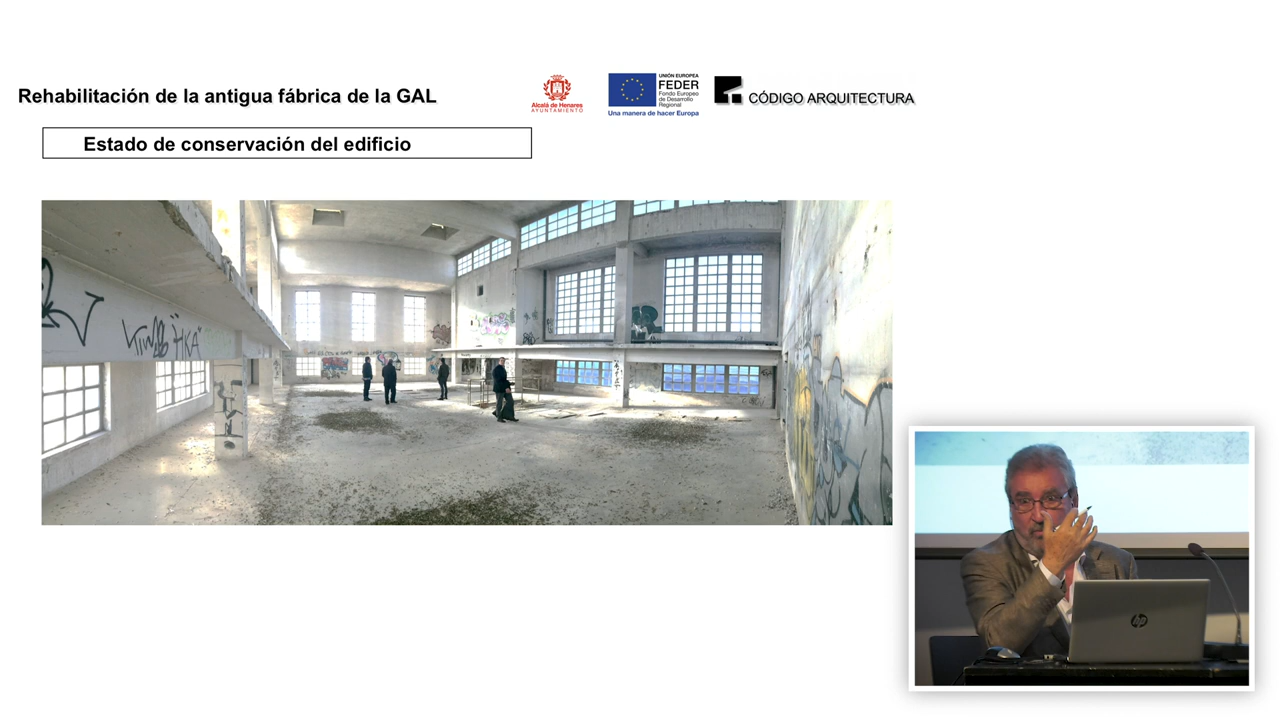 Rehabilitación de la antigua fábrica de la GAL
Alcalá de Henares
AYUNTAMIENTO
UNIÓN EUROPEA
FEDER
Fondo Europeo
de Desarrollo
Regional
Una manera de hacer Europa
CÓDIGO ARQUITECTURA
Estado de conservación del edificio
hp